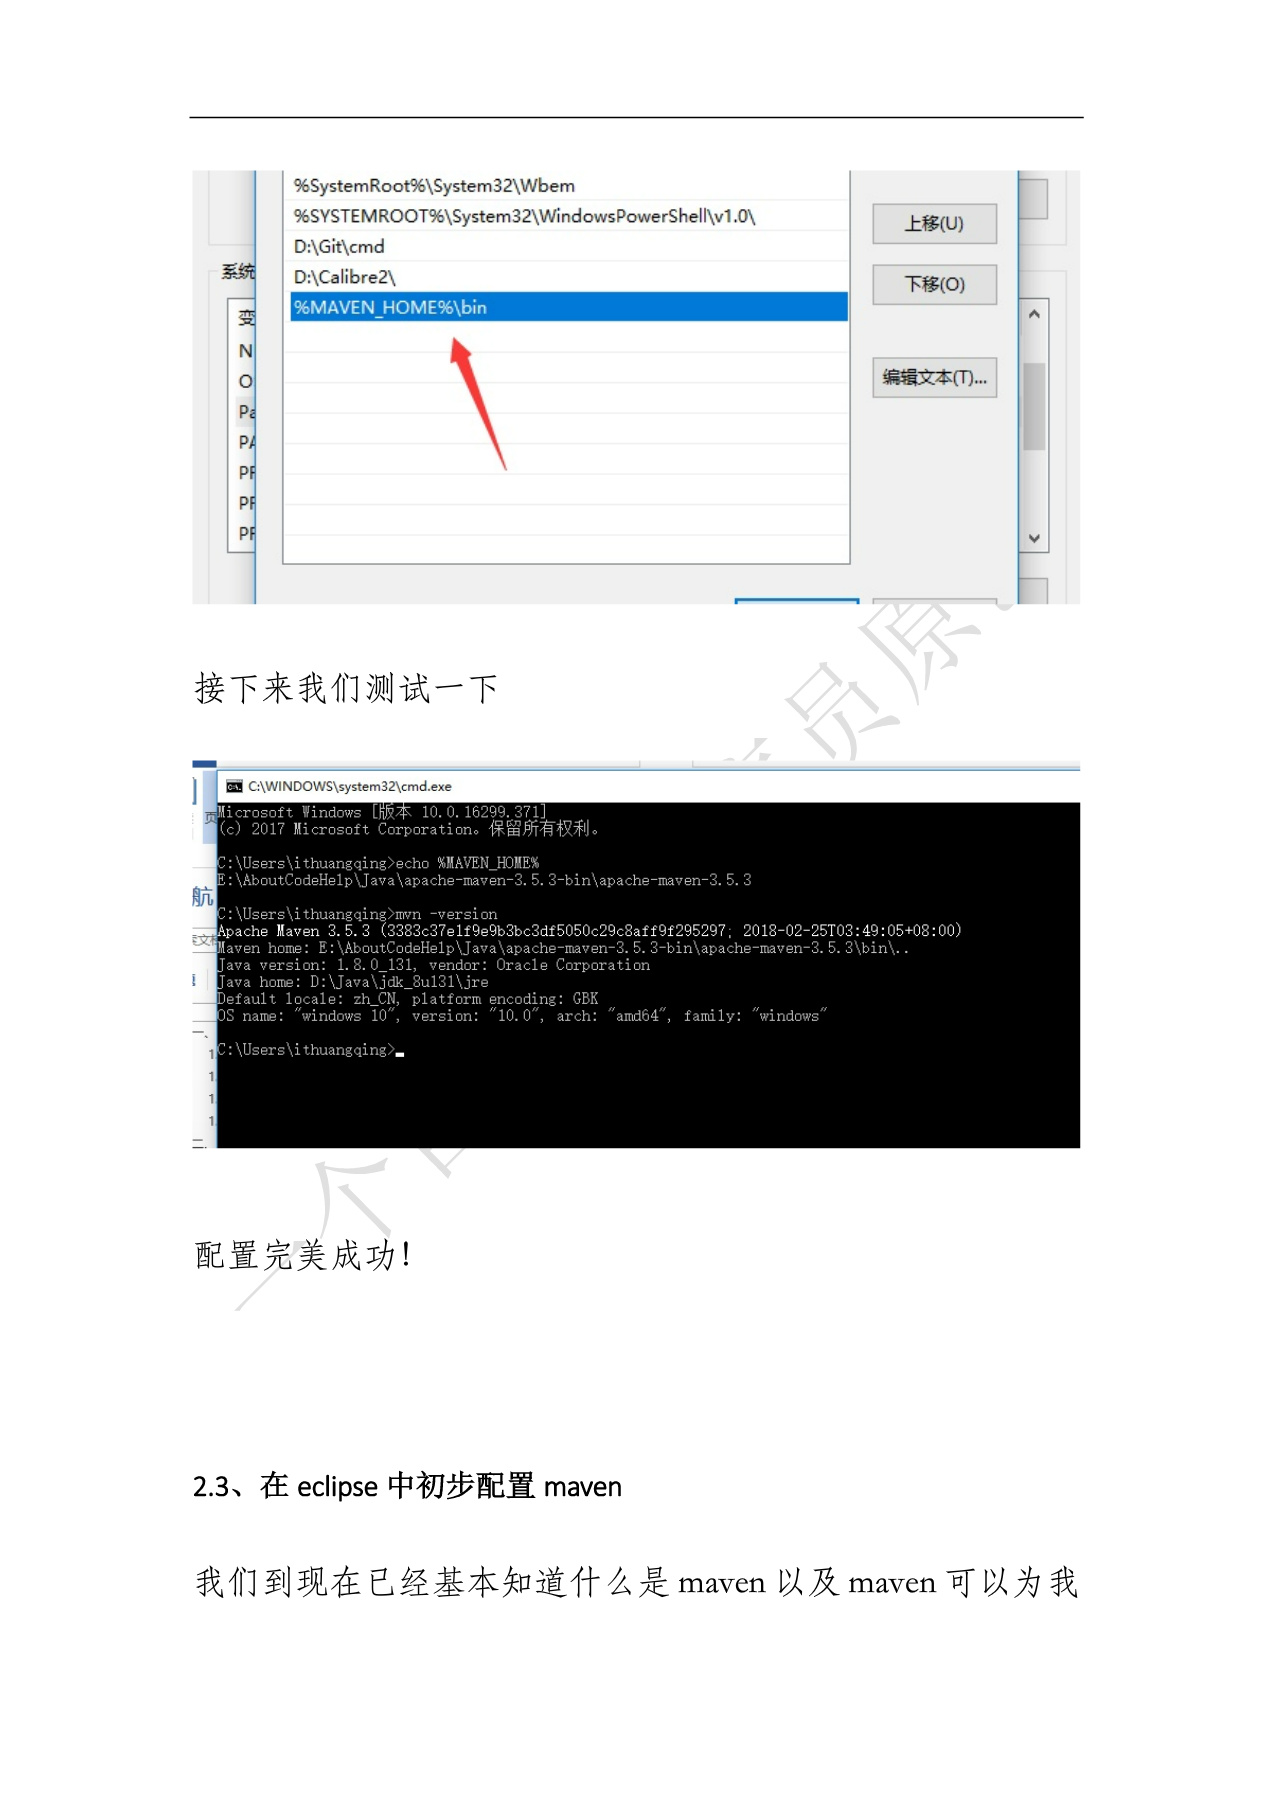 %SystemRoot%\System32\Wbem
%SYSTEMROOT%\System32\WindowsPowerShell\v1.0\
上移(U)
D:\Git\cmd
系统
D:\Calibre2\
下移(O)
%MAVEN_HOME%\bin
变
N
O
编辑文本(T)...
Pa
PA
PR
PR
PR
接下来我们测试一下
C:\WINDOWS\system32\cmd.exe
Microsoft Windows [版本 10.0.16299.371]
(c) 2017 Microsoft Corporation。保留所有权利。
C:\Users\ithuangqing>echo %MAVEN_HOME%
E:\AboutCodeHelp\Java\apache-maven-3.5.3-bin\apache-maven-3.5.3
航
C:\Users\ithuangqing>mvn -version
Apache Maven 3.5.3 (3383c37e1f9e9b3bc3df5050c29c8aff9f295297; 2018-02-25T03:49:05+08:00)
Maven home: E:\AboutCodeHelp\Java\apache-maven-3.5.3-bin\apache-maven-3.5.3\bin\..
Java version: 1.8.0_131, vendor: Oracle Corporation
Java home: D:\Java\jdk_8u131\jre
Default locale: zh_CN, platform encoding: GBK
OS name: "windows 10", version: "10.0", arch: "amd64", family: "windows"
C:\Users\ithuangqing>
配置完美成功！
2.3、在 eclipse 中初步配置 maven
我们到现在已经基本知道什么是 maven 以及 maven 可以为我